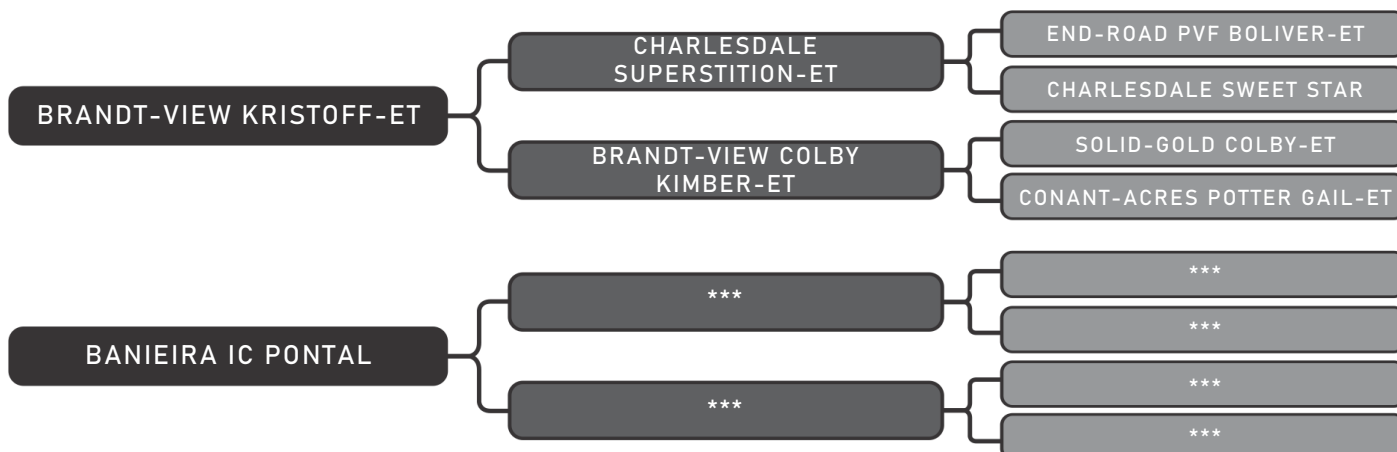 BRANDT-VIEW KRISTOFF-ET
CHARLESDALE
SUPERSTITION-ET
END-ROAD PVF BOLIVER-ET
CHARLESDALE SWEET STAR
BRANDT-VIEW COLBY
KIMBER-ET
SOLID-GOLD COLBY-ET
CONANT-ACRES POTTER GAIL-ET
BANIEIRA IC PONTAL
***
***
***
***
***
***